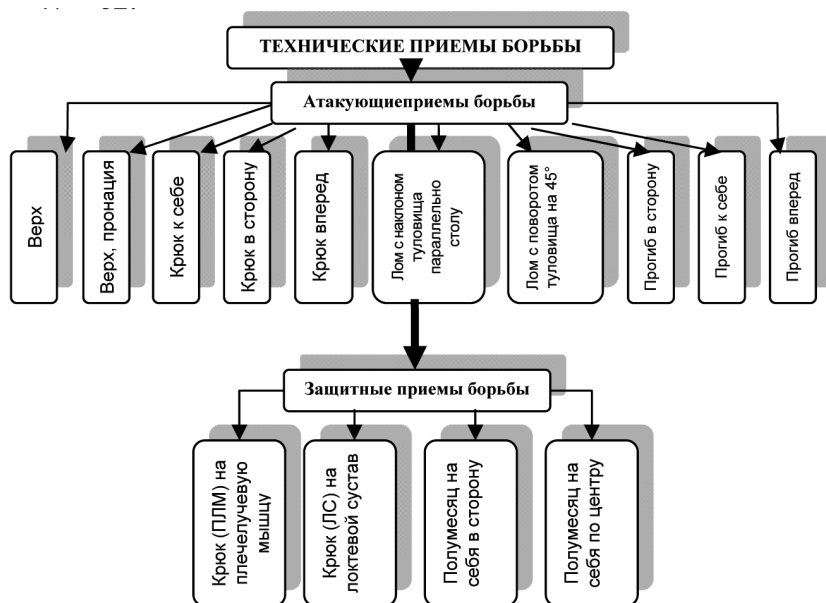 ТЕХНИЧЕСКИЕ ПРИЕМЫ БОРЬБЫ
Атакующиеприемы борьбы
Верх
Верх, пронация
Крюк к себе
Крюк в сторону
Крюк вперед
Лом с наклоном
туловища
параллельно
столу
Лом с поворотом
туловища на 45°
Прогиб в сторону
Прогиб к себе
Прогиб вперед
Защитные приемы борьбы
Крюк (ПЛМ) на
плечелучевую
мышцу
Крюк (ЛС) на
локтевой сустав
Полумесяц на
себя в сторону
Полумесяц на
себя по центру